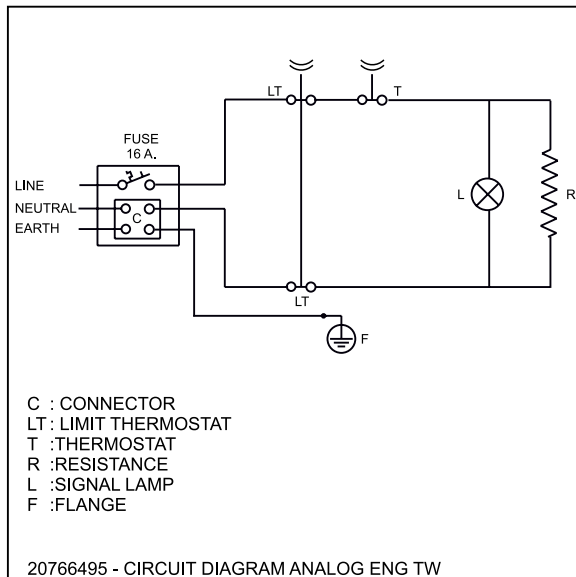 LT
T
FUSE
16 A.
LINE
NEUTRAL
EARTH
C
L
R
LT
F
C : CONNECTOR
LT : LIMIT THERMOSTAT
T :THERMOSTAT
R :RESISTANCE
L :SIGNAL LAMP
F :FLANGE
20766495 - CIRCUIT DIAGRAM ANALOG ENG TW